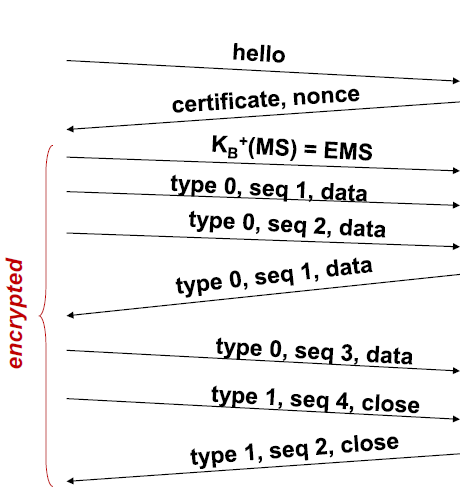 hello
certificate, nonce
K_B⁺(MS) = EMS
type 0, seq 1, data
type 0, seq 2, data
type 0, seq 1, data
type 0, seq 3, data
type 1, seq 4, close
type 1, seq 2, close
encrypted